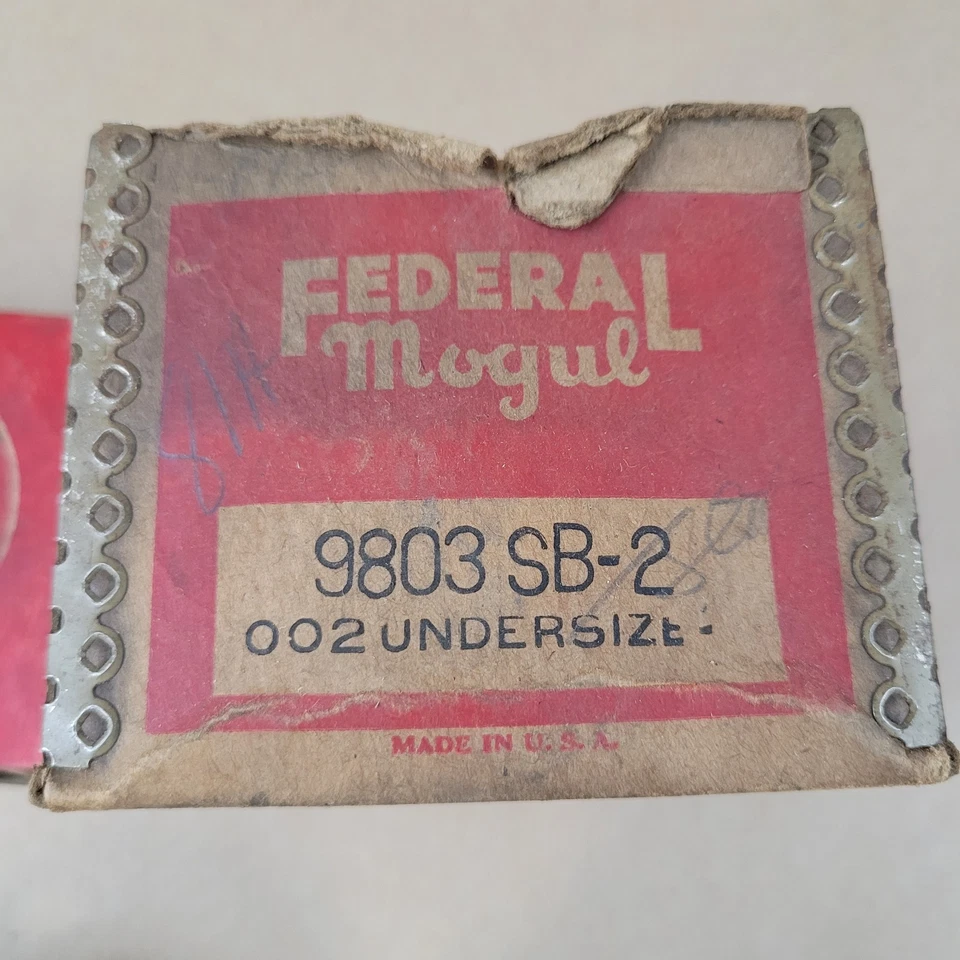 FEDERAL
Mogul
9803 SB-2
002 UNDERSIZE
MADE IN U. S. A.